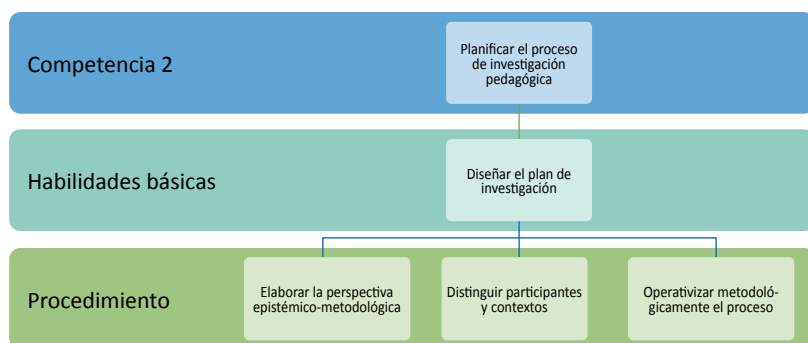 Competencia 2
Planificar el proceso
de investigación
pedagógica
Habilidades básicas
Diseñar el plan de
investigación
Procedimiento
Elaborar la perspectiva
epistémico-metodológica
Distinguir participantes
y contextos
Operativizar metodoló-
gicamente el proceso